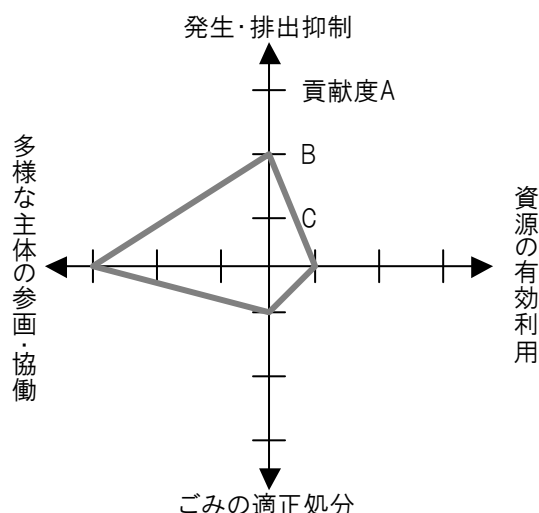 発生・排出抑制
貢献度A
B
C
多様な主体の参画・協働
資源の有効利用
ごみの適正処分